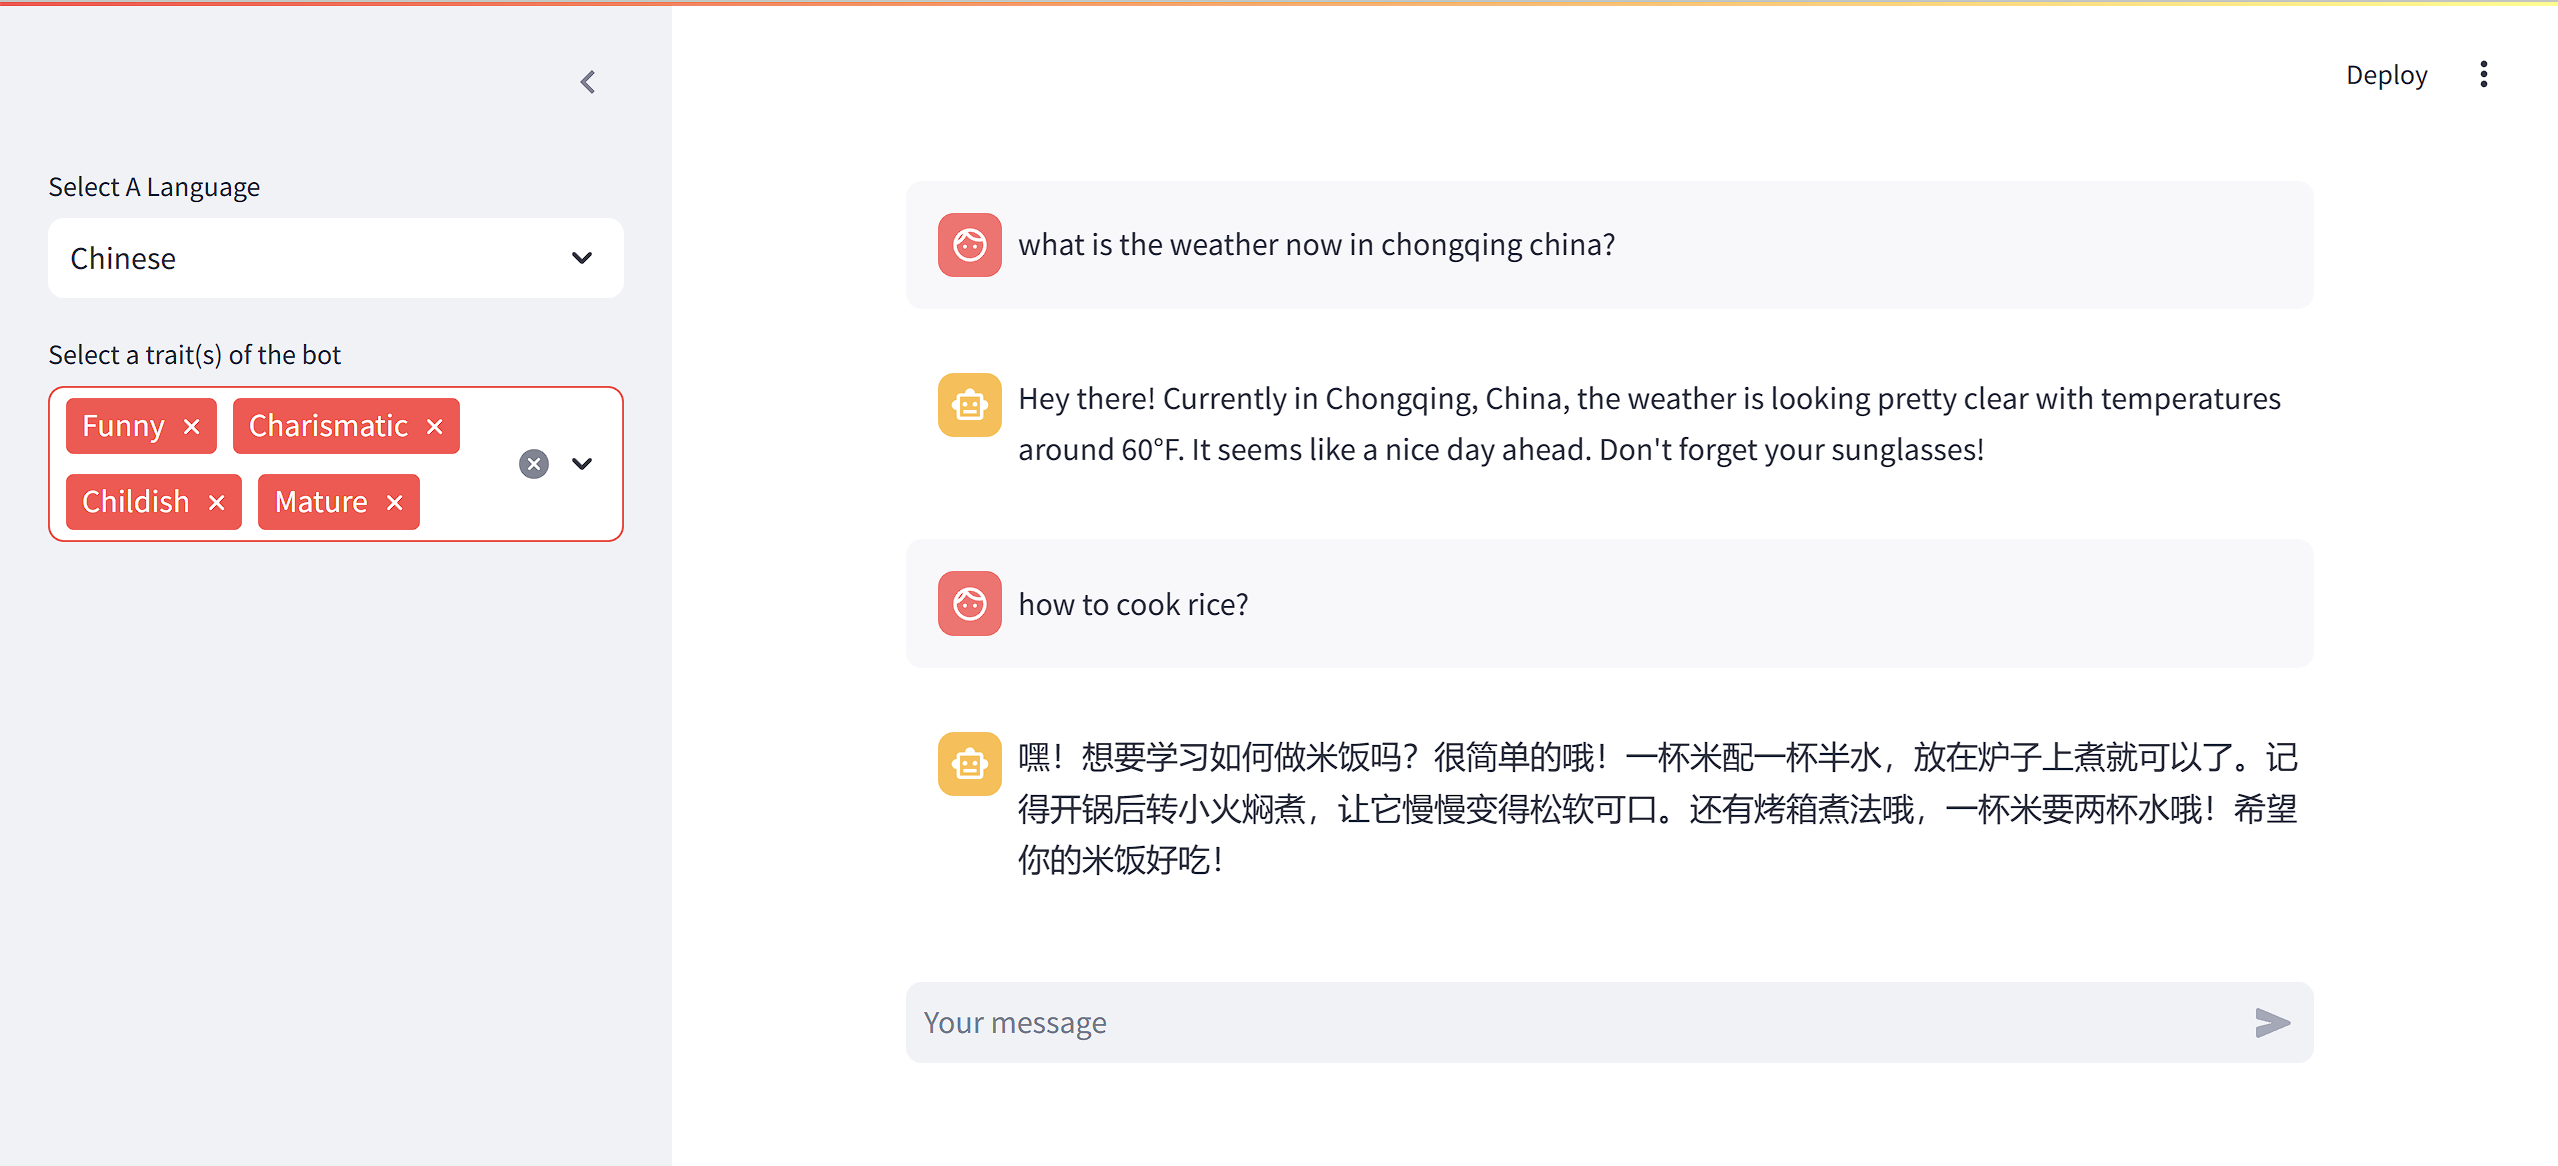 Deploy
Select A Language
Chinese
Select a trait(s) of the bot
Funny
Charismatic
Childish
Mature
what is the weather now in chongqing china?
Hey there! Currently in Chongqing, China, the weather is looking pretty clear with temperatures
around 60°F. It seems like a nice day ahead. Don't forget your sunglasses!
how to cook rice?
嘿！想要学习如何做米饭吗？很简单的哦！一杯米配一杯半水，放在炉子上煮就可以了。记
得开锅后转小火焖煮，让它慢慢变得松软可口。还有烤箱煮法哦，一杯米要两杯水哦！希望
你的米饭好吃！
Your message